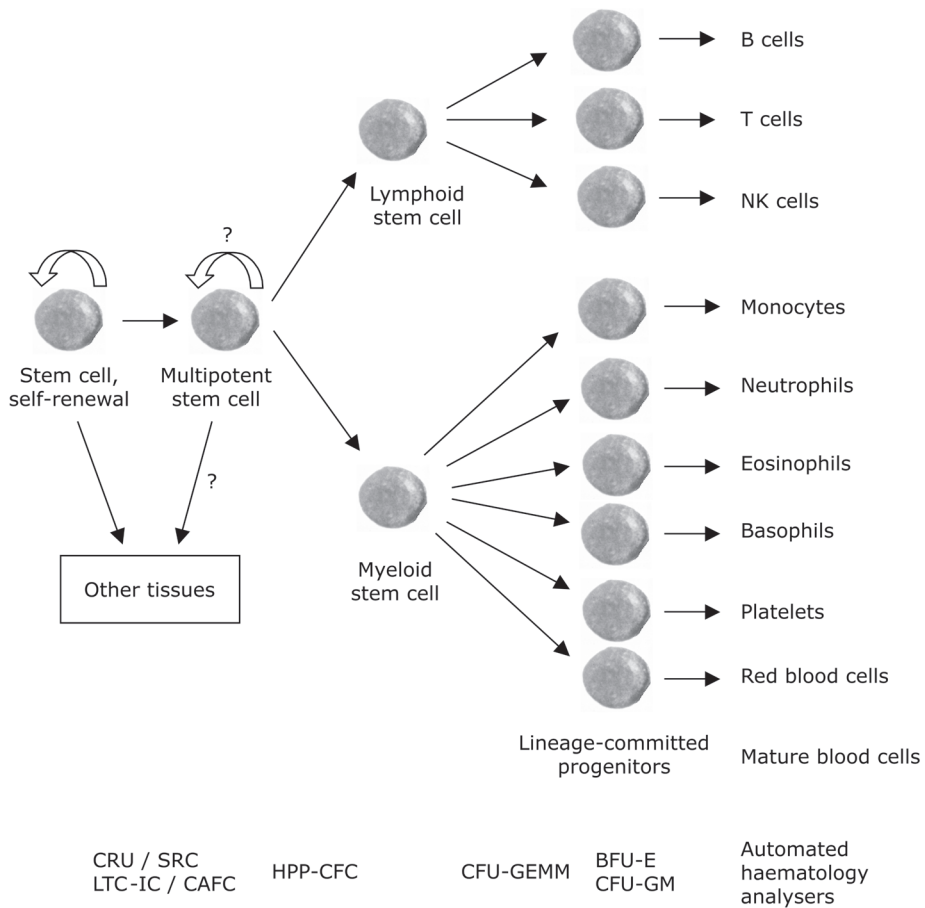 B cells
T cells
NK cells
Lymphoid
stem cell
?
Stem cell,
self-renewal
Multipotent
stem cell
?
Other tissues
Myeloid
stem cell
Monocytes
Neutrophils
Eosinophils
Basophils
Platelets
Red blood cells
Lineage-committed
progenitors
Mature blood cells
CRU / SRC
LTC-IC / CAFC
HPP-CFC
CFU-GEMM
BFU-E
CFU-GM
Automated
haematology
analysers